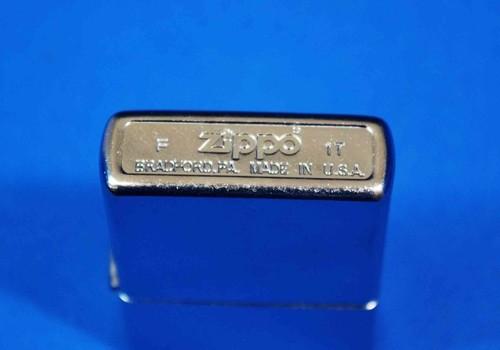 F Zippo® 17
BRADFORD,PA. MADE IN U.S.A.